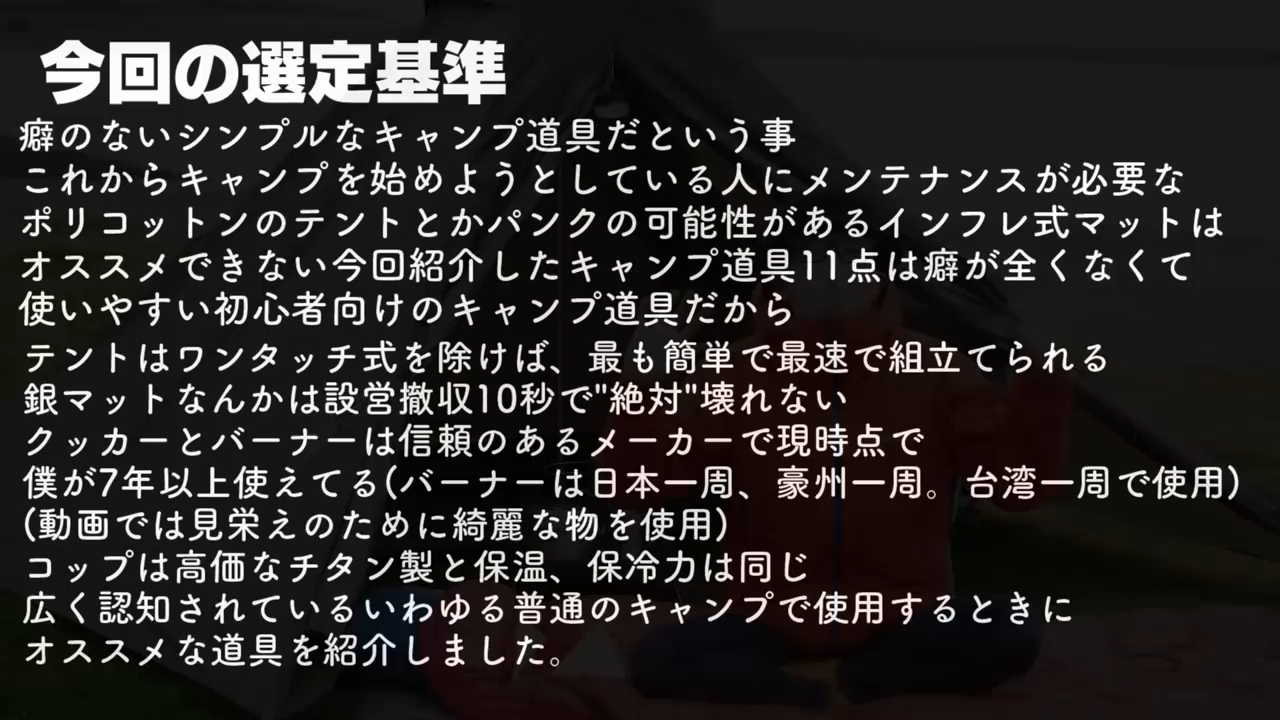 今回の選定基準
癖のないシンプルなキャンプ道具だという事
これからキャンプを始めようとしている人にメンテナンスが必要な
ポリコットンのテントとかパンクの可能性があるインフレ式マットは
オススメできない今回紹介したキャンプ道具11点は癖が全くなくて
使いやすい初心者向けのキャンプ道具だから
テントはワンタッチ式を除けば、最も簡単で最速で組立てられる
銀マットなんかは設営撤収10秒で"絶対"壊れない
クッカーとバーナーは信頼のあるメーカーで現時点で
僕が7年以上使えてる(バーナーは日本一周、豪州一周。台湾一周で使用)
(動画では見栄えのために綺麗な物を使用)
コップは高価なチタン製と保温、保冷力は同じ
広く認知されているいわゆる普通のキャンプで使用するときに
オススメな道具を紹介しました。